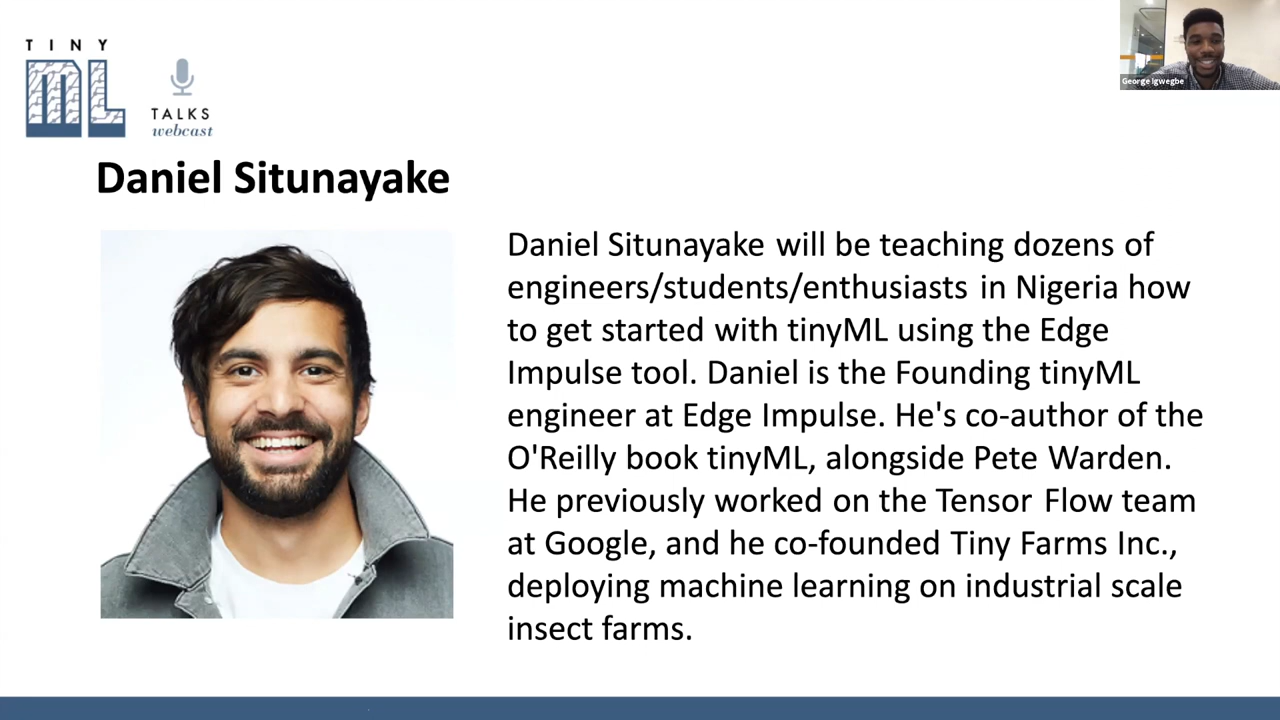 TINY
ML
TALKS
webcast
George Igwegbe
Daniel Situnayake
Daniel Situnayake will be teaching dozens of
engineers/students/enthusiasts in Nigeria how
to get started with tinyML using the Edge
Impulse tool. Daniel is the Founding tinyML
engineer at Edge Impulse. He's co-author of the
O'Reilly book tinyML, alongside Pete Warden.
He previously worked on the Tensor Flow team
at Google, and he co-founded Tiny Farms Inc.,
deploying machine learning on industrial scale
insect farms.